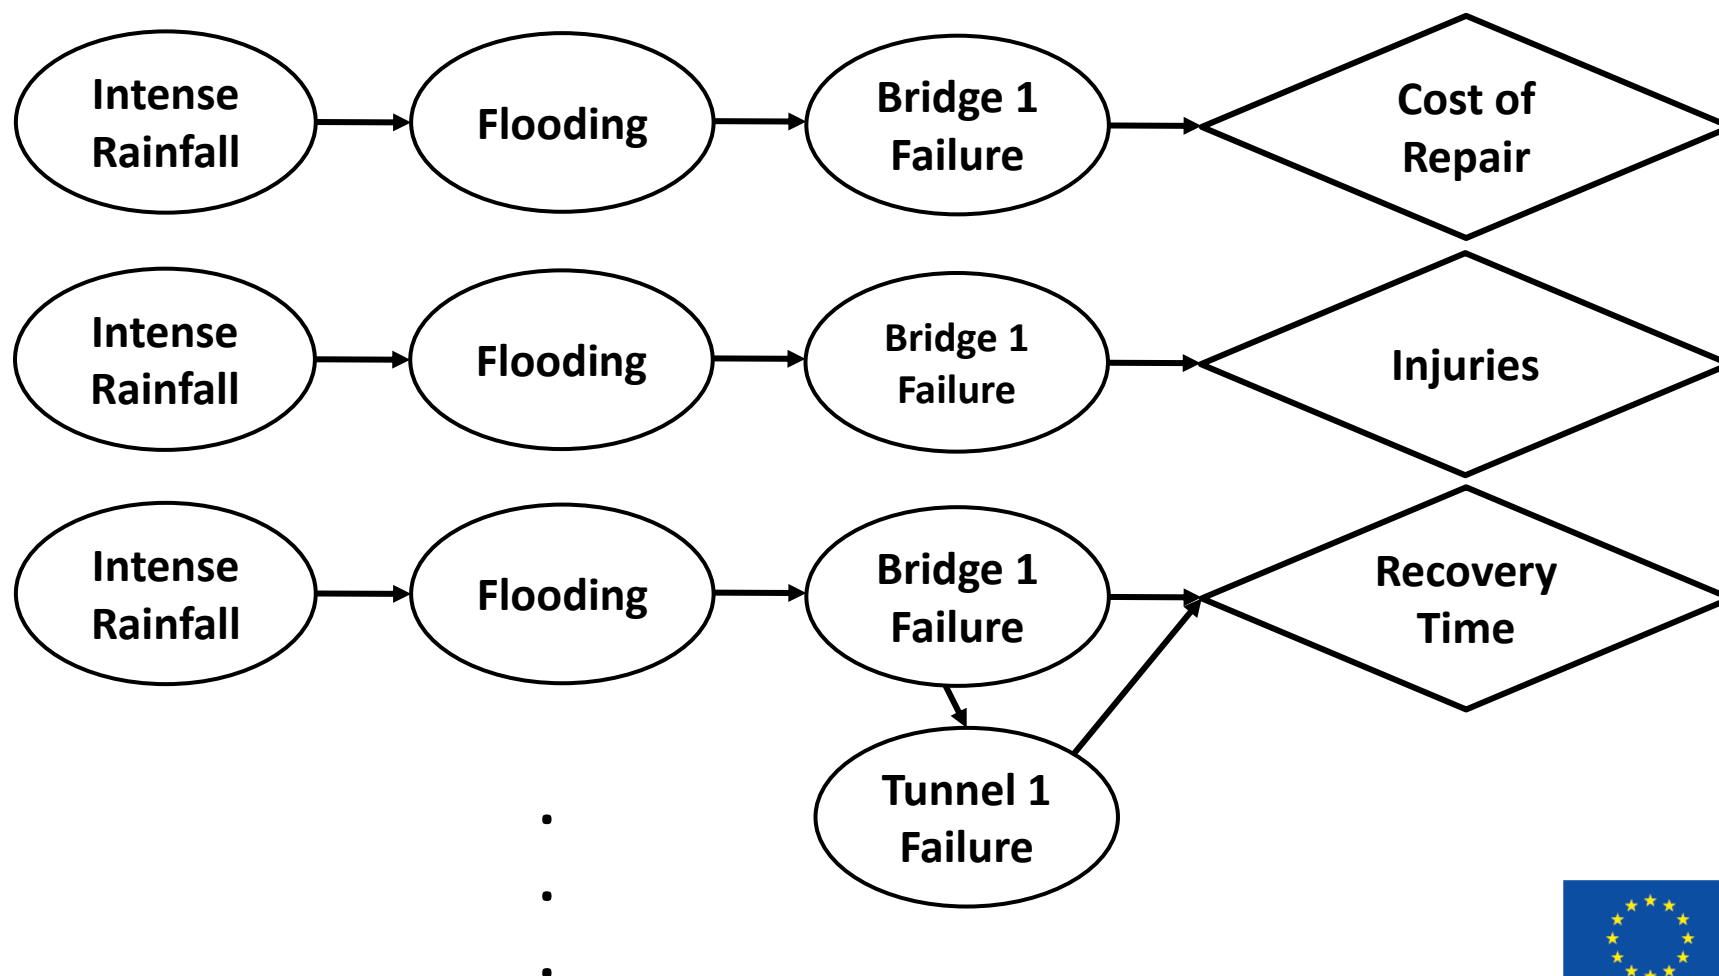 Intense
Rainfall
Flooding
Bridge 1
Failure
Cost of
Repair
Intense
Rainfall
Flooding
Bridge 1
Failure
Injuries
Intense
Rainfall
Flooding
Bridge 1
Failure
Recovery
Time
Tunnel 1
Failure
.
.
.